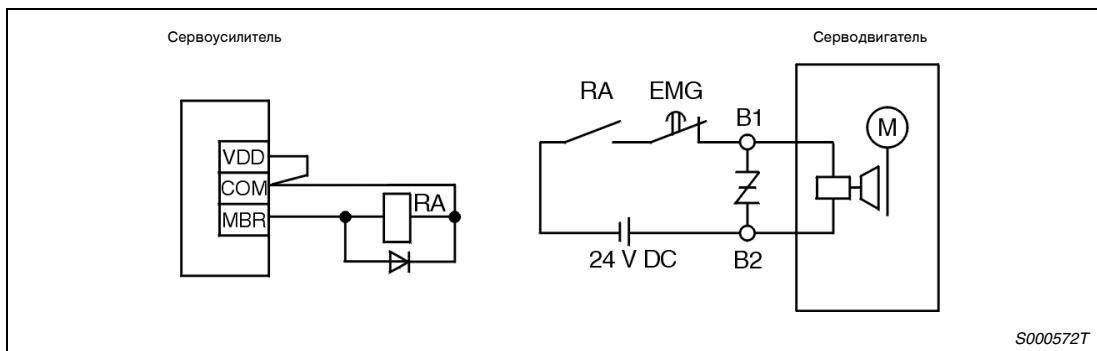 Сервоусилитель
Серводвигатель
VDD
COM
MBR
RA
RA
EMG
B1
24 V DC
B2
M
S000572T